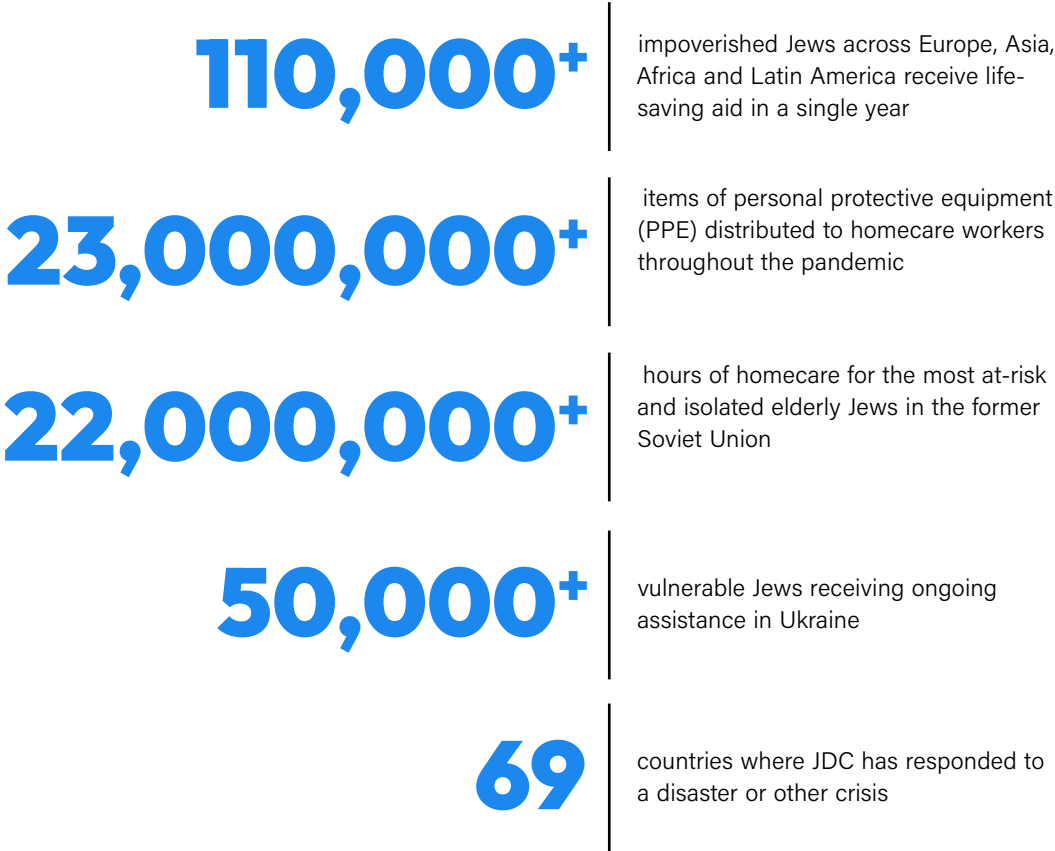 110,000+
impoverished Jews across Europe, Asia,
Africa and Latin America receive life-
saving aid in a single year
23,000,000+
items of personal protective equipment
(PPE) distributed to homecare workers
throughout the pandemic
22,000,000+
hours of homecare for the most at-risk
and isolated elderly Jews in the former
Soviet Union
50,000+
vulnerable Jews receiving ongoing
assistance in Ukraine
69
countries where JDC has responded to
a disaster or other crisis